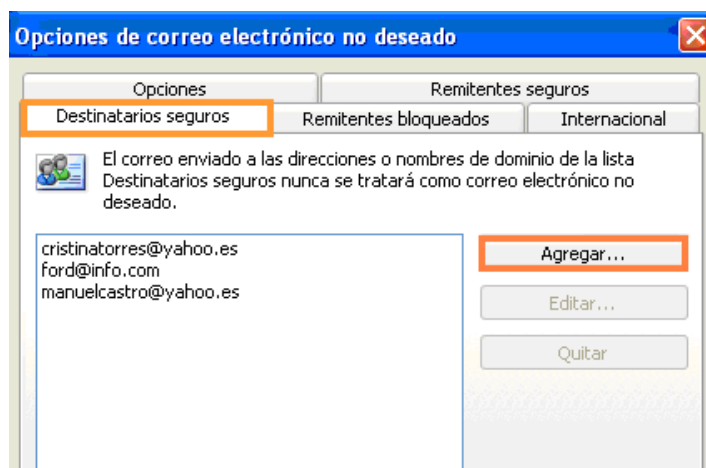 Opciones de correo electrónico no deseado
Opciones
Remitentes seguros
Destinatarios seguros
Remitentes bloqueados
Internacional
El correo enviado a las direcciones o nombres de dominio de la lista
Destinatarios seguros nunca se tratará como correo electrónico no
deseado.
cristinatorres@yahoo.es
ford@info.com
manuelcastro@yahoo.es
Agregar...
Editar...
Quitar